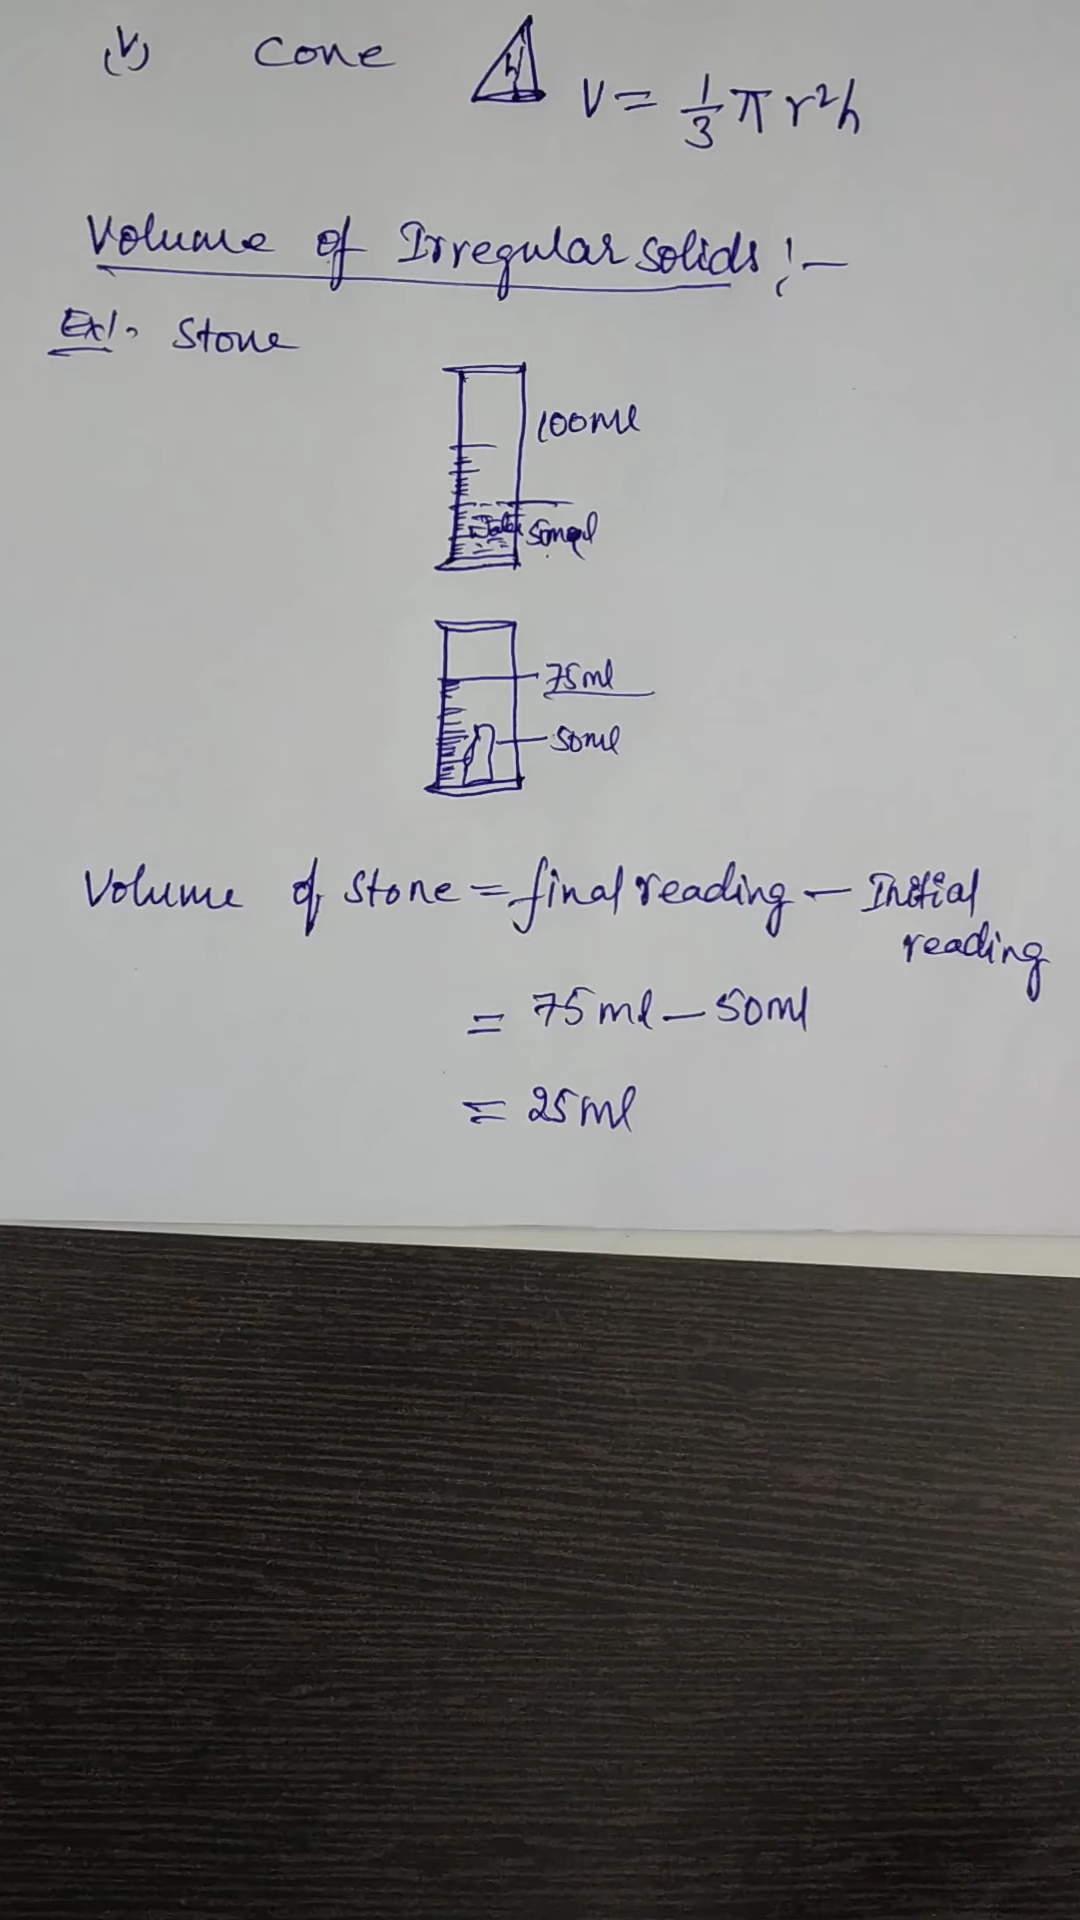 (V) Cone
V = 1/3 π r²h
Volume of Irregular solids :-
Ex:- Stone
100ml
Water 50ml
75ml
50ml
Volume of Stone = final reading - Initial
reading
= 75ml - 50ml
= 25ml